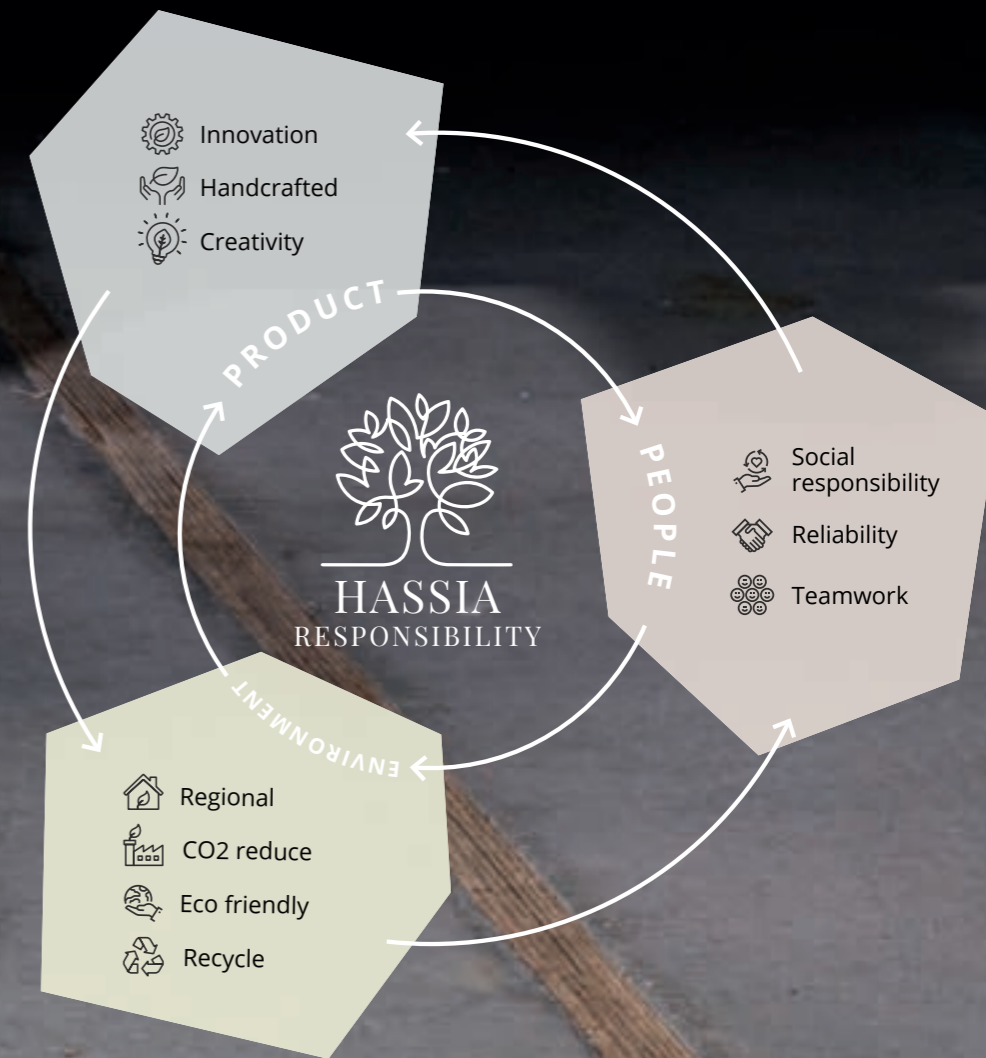 Innovation
Handcrafted
Creativity
PRODUCT
PEOPLE
Social
responsibility
Reliability
Teamwork
HASSIA
RESPONSIBILITY
ENVIRONMENT
Regional
CO2 reduce
Eco friendly
Recycle